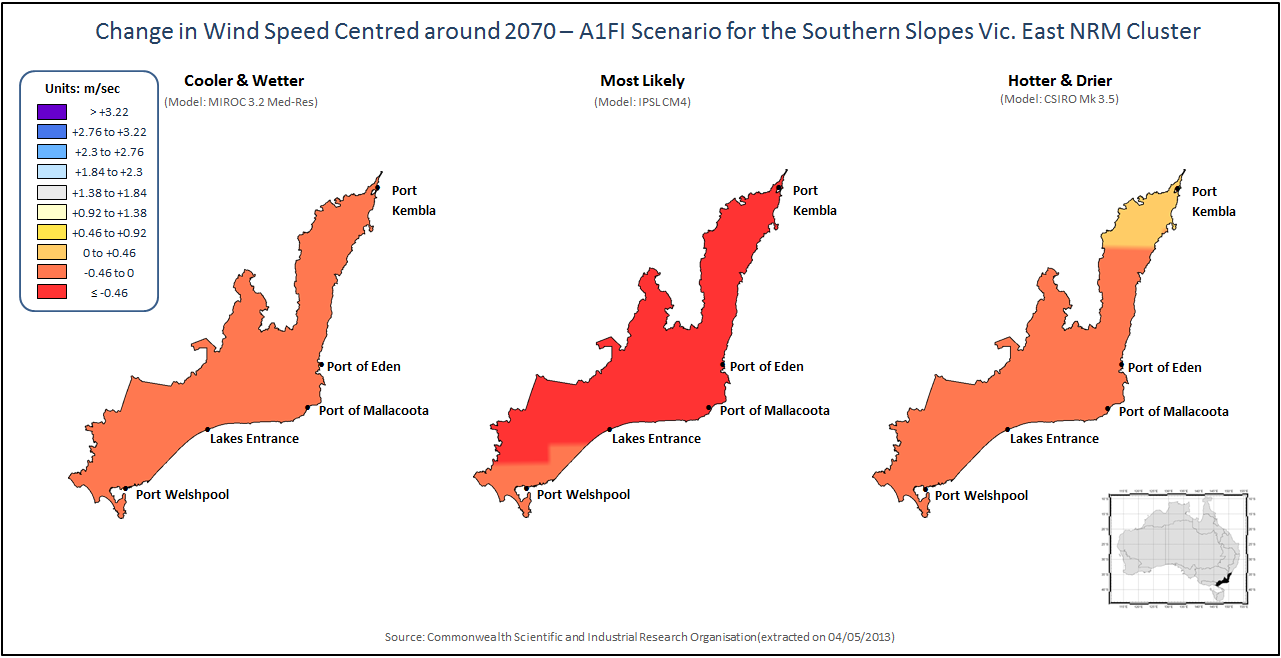 Change in Wind Speed Centred around 2070 – A1FI Scenario for the Southern Slopes Vic. East NRM Cluster
Units: m/sec
> +3.22
+2.76 to +3.22
+2.3 to +2.76
+1.84 to +2.3
+1.38 to +1.84
+0.92 to +1.38
+0.46 to +0.92
0 to +0.46
-0.46 to 0
≤ -0.46
Cooler & Wetter
(Model: MIROC 3.2 Med-Res)
Port
Kembla
Port of Eden
Port of Mallacoota
Lakes Entrance
Port Welshpool
Most Likely
(Model: IPSL CM4)
Port
Kembla
Port of Eden
Port of Mallacoota
Lakes Entrance
Port Welshpool
Hotter & Drier
(Model: CSIRO Mk 3.5)
Port
Kembla
Port of Eden
Port of Mallacoota
Lakes Entrance
Port Welshpool
Source: Commonwealth Scientific and Industrial Research Organisation(extracted on 04/05/2013)